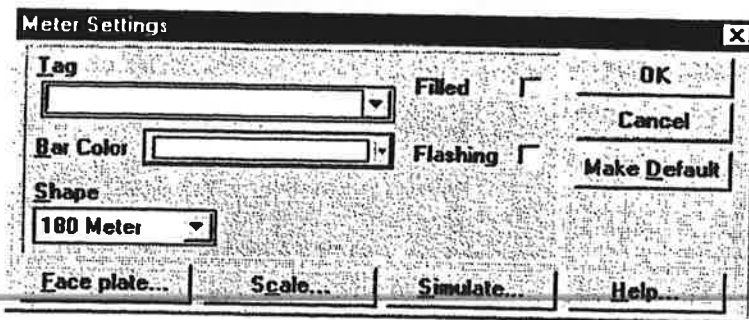 Meter Settings
Tag
Filled
OK
Cancel
Bar Color
Flashing
Make Default
Shape
180 Meter
Face plate...
Scale...
Simulate...
Help...